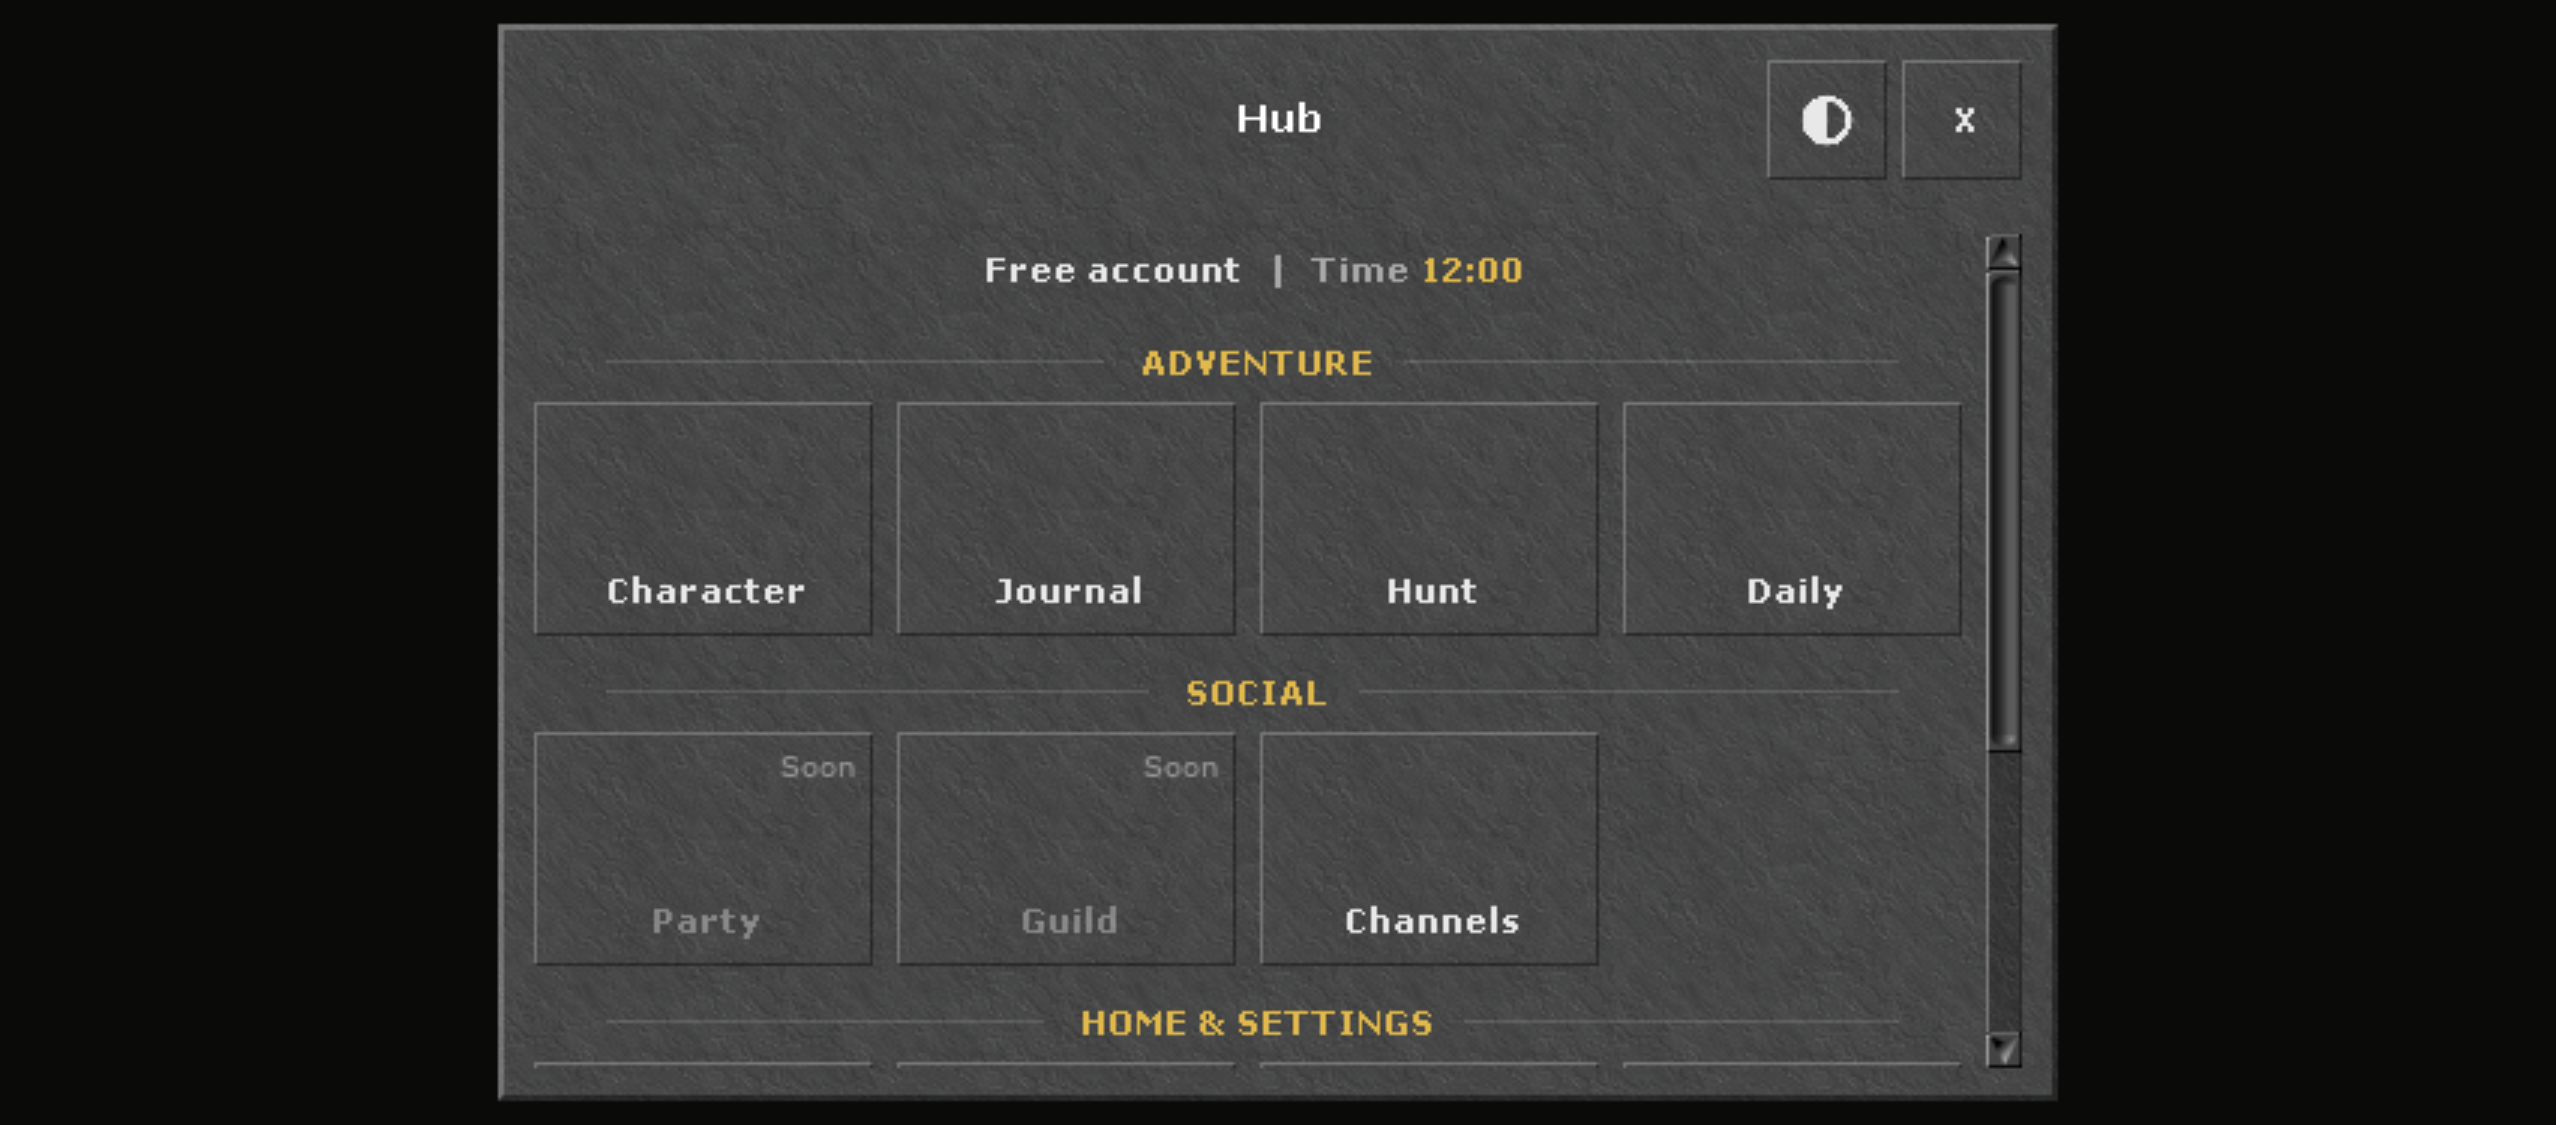 Hub
x
Free account | Time 12:00
ADVENTURE
Character Journal Hunt Daily
SOCIAL
Soon Soon
Party Guild Channels
HOME & SETTINGS